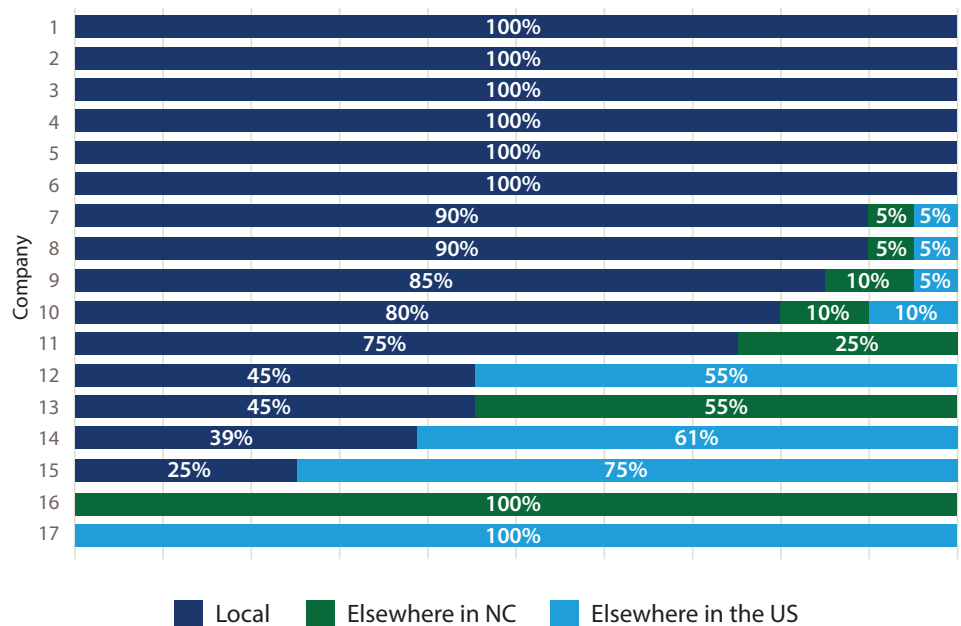 1 100%
2 100%
3 100%
4 100%
5 100%
6 100%
7 90% 5% 5%
8 90% 5% 5%
9 85% 10% 5%
10 80% 10% 10%
11 75% 25%
12 45% 55%
13 45% 55%
14 39% 61%
15 25% 75%
16 100%
17 100%
Company
Local Elsewhere in NC Elsewhere in the US